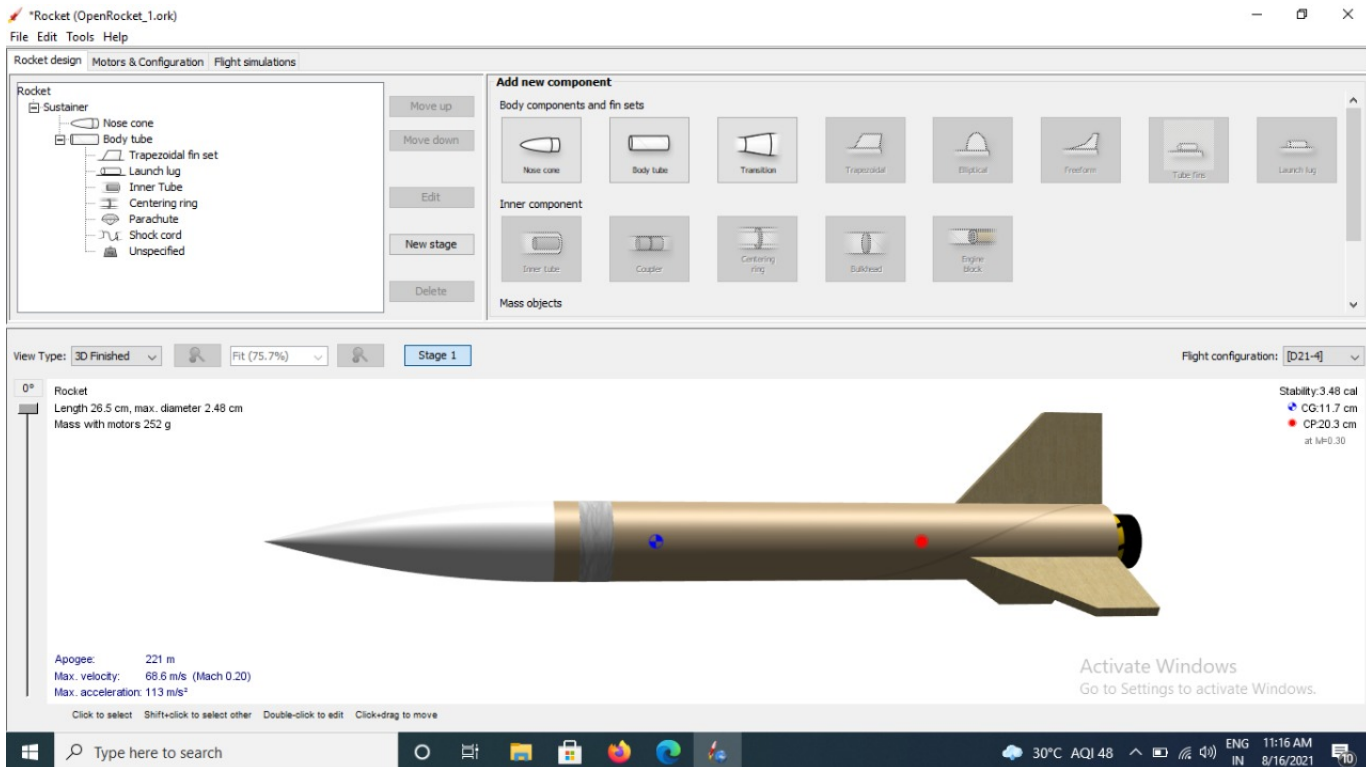 *Rocket (OpenRocket_1.ork)
File Edit Tools Help
Rocket design Motors & Configuration Flight simulations
Rocket
Sustainer
Nose cone
Body tube
Trapezoidal fin set
Launch lug
Inner Tube
Centering ring
Parachute
Shock cord
Unspecified
Move up
Move down
Edit
New stage
Delete
Add new component
Body components and fin sets
Nose cone Body tube Transition Trapezoidal Elliptical Freeform Tube fins Launch lug
Inner component
Inner tube Coupler Centering ring Bulkhead Engine block
Mass objects
View Type: 3D Finished Fit (75.7%) Stage 1 Flight configuration: [D21-4]
0°
Rocket
Length 26.5 cm, max. diameter 2.48 cm
Mass with motors 252 g
Stability:3.48 cal
CG:11.7 cm
CP:20.3 cm
at M=0.30
Apogee: 221 m
Max. velocity: 68.6 m/s (Mach 0.20)
Max. acceleration: 113 m/s²
Activate Windows
Go to Settings to activate Windows.
Click to select Shift+click to select other Double-click to edit Click+drag to move
Type here to search
30°C AQI 48
ENG
IN
11:16 AM
8/16/2021
10